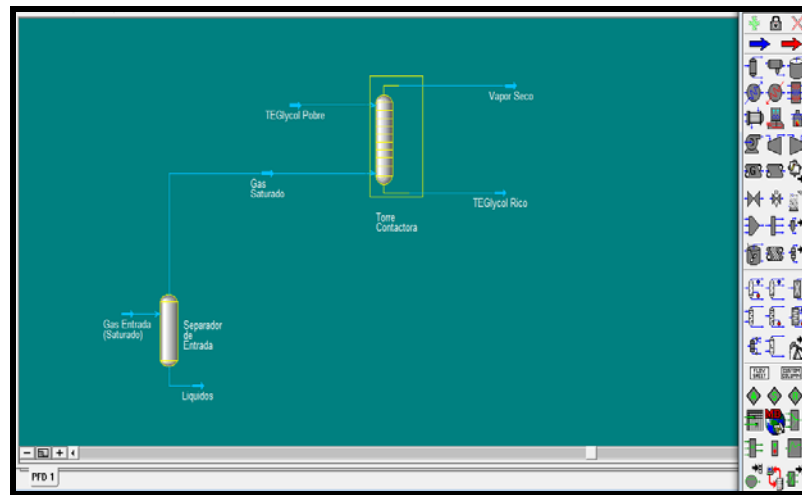 Vapor Seco
TEGlycol Pobre
Gas
Saturado
TEGlycol Rico
Torre
Contactora
Gas Entrada
(Saturado)
Separador
de
Entrada
Liquidos
PFD 1